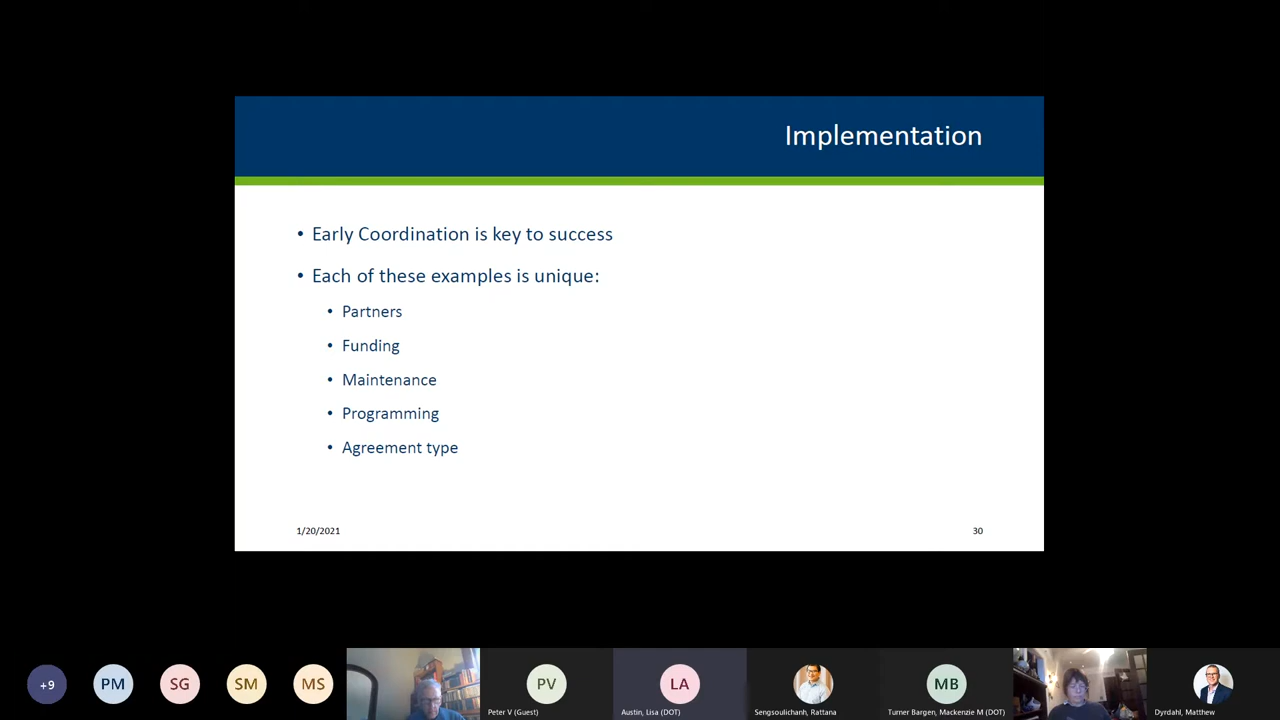 Implementation
• Early Coordination is key to success
• Each of these examples is unique:
• Partners
• Funding
• Maintenance
• Programming
• Agreement type
1/20/2021
30
+9
PM
SG
SM
MS
PV
LA
MB
Peter V (Guest)
Austin, Lisa (DOT)
Sengsoulichanh, Rattana
Turner Bargen, Mackenzie M (DOT)
Dyrdahl, Matthew